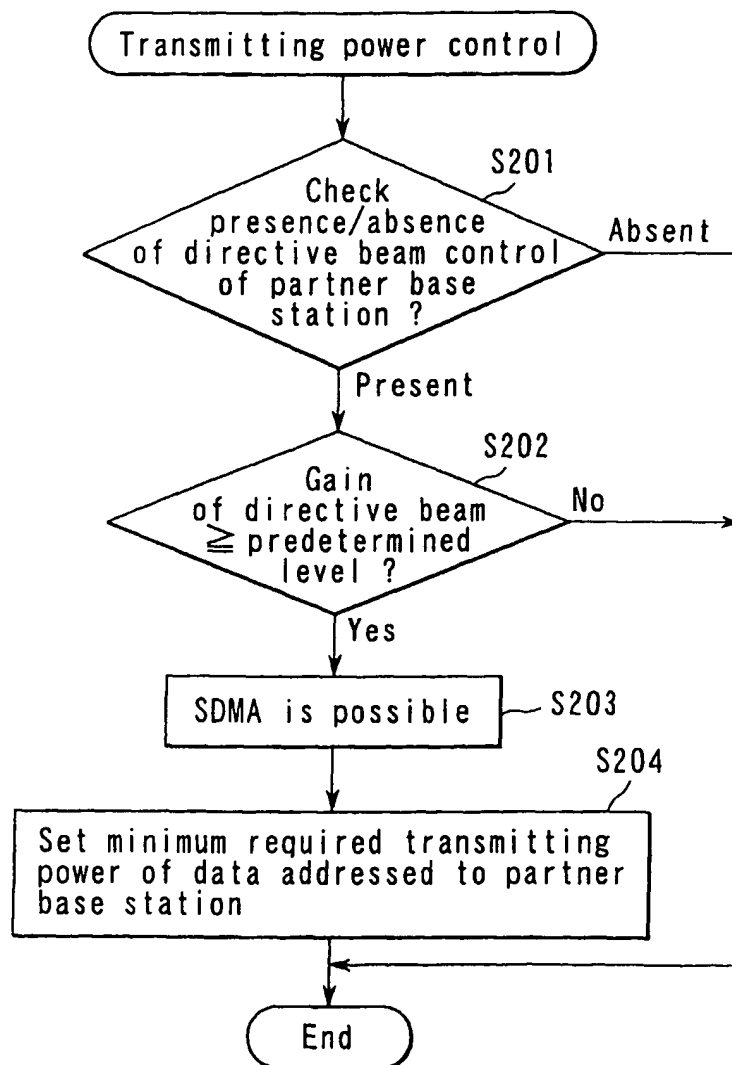 Transmitting power control
S201
Check
presence/absence
of directive beam control
of partner base
station ?
Absent
Present
S202
Gain
of directive beam
≧ predetermined
level ?
No
Yes
SDMA is possible
S203
S204
Set minimum required transmitting
power of data addressed to partner
base station
End